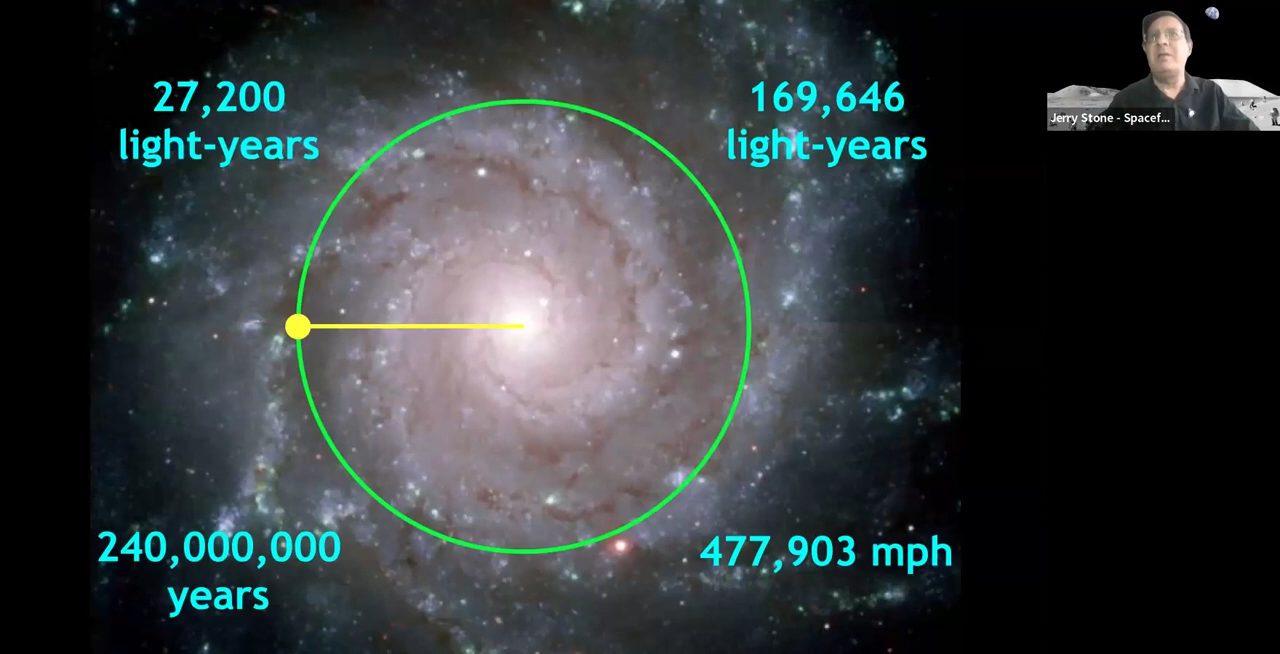 27,200
light-years
169,646
light-years
240,000,000
years
477,903 mph
Jerry Stone - Spacef...